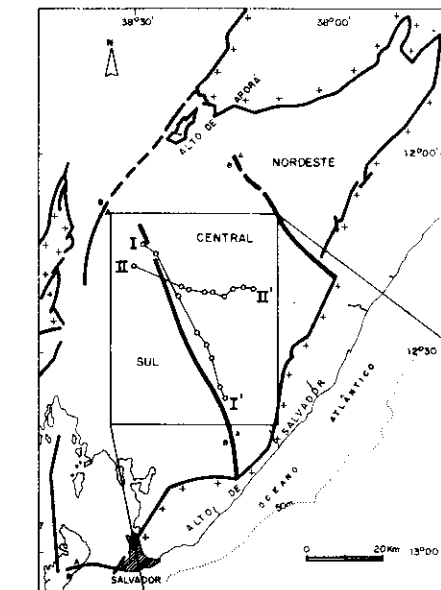 38°30'
38°00'
N
ALTO DE APORÁ
NORDESTE
12°00'
CENTRAL
I
II
II'
SUL
I'
12°30
ALTO DE SALVADOR
OCEANO ATLÂNTICO
50m
0 20Km
SALVADOR
13°00